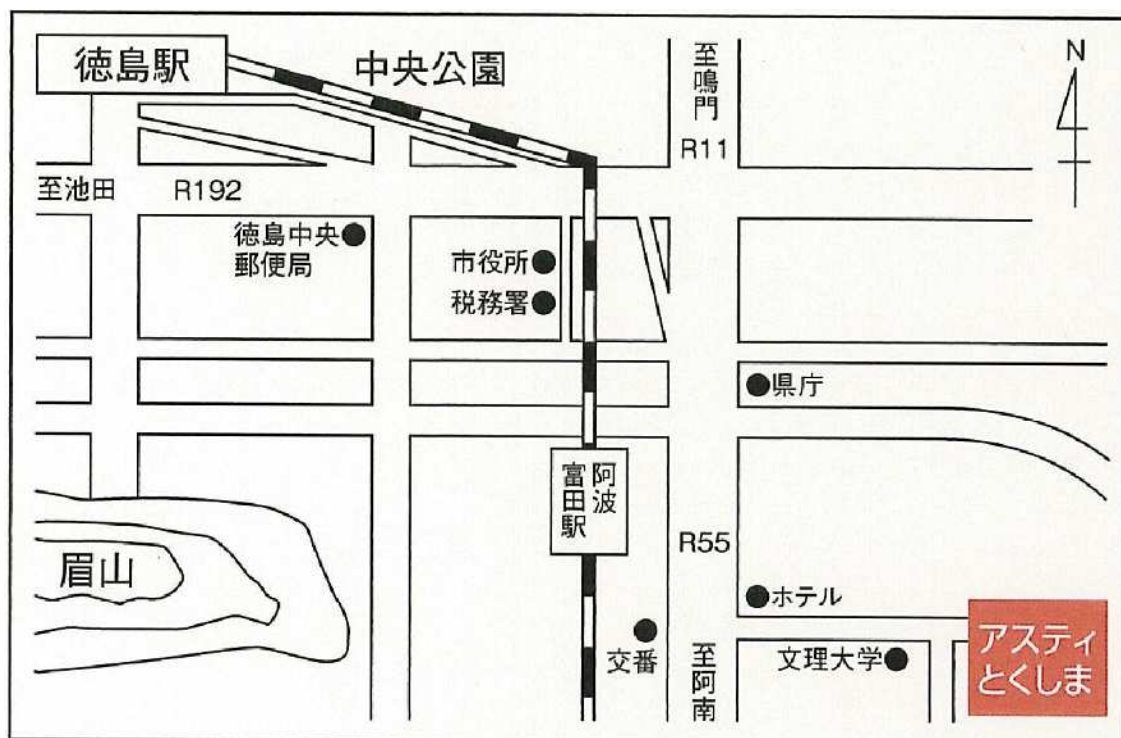 徳島駅
中央公園
至鳴門
R11
N
至池田
R192
徳島中央
郵便局
市役所
税務署
県庁
阿波
富田駅
R55
眉山
ホテル
交番
至阿南
文理大学
アスティ
とくしま